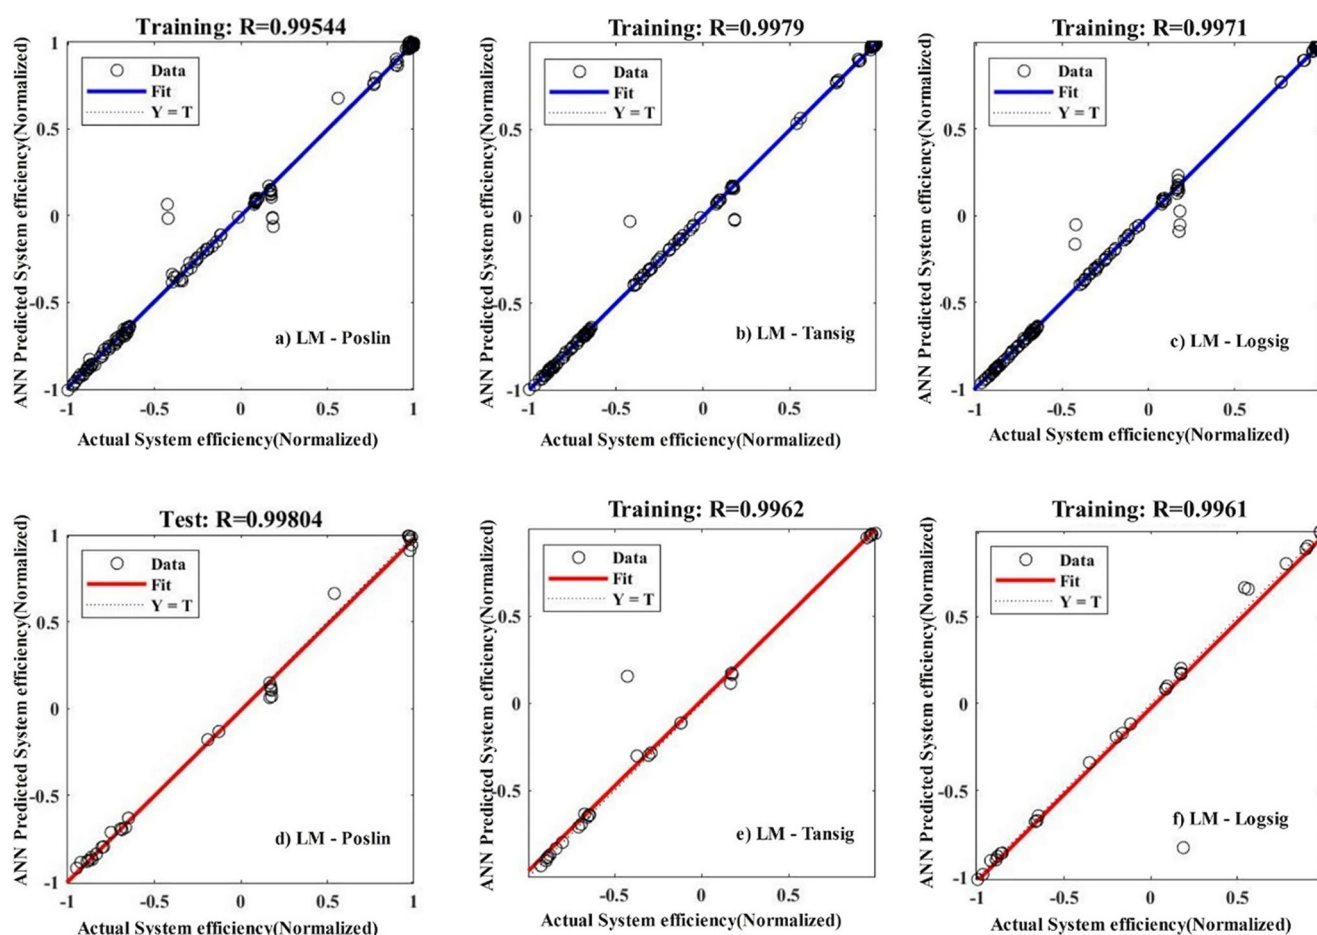 Training: R=0.99544
ANN Predicted System efficiency(Normalized)
1
0.5
0
-0.5
-1
Data
Fit
Y = T
a) LM - Poslin
-1
-0.5
0
0.5
1
Actual System efficiency(Normalized)
Training: R=0.9979
ANN Predicted System efficiency(Normalized)
1
0.5
0
-0.5
-1
Data
Fit
Y = T
b) LM - Tansig
-1
-0.5
0
0.5
Actual System efficiency(Normalized)
Training: R=0.9971
ANN Predicted System efficiency(Normalized)
1
0.5
0
-0.5
-1
Data
Fit
Y = T
c) LM - Logsig
-1
-0.5
0
0.5
Actual System efficiency(Normalized)
Test: R=0.99804
ANN Predicted System efficiency(Normalized)
1
0.5
0
-0.5
-1
Data
Fit
Y = T
d) LM - Poslin
-1
-0.5
0
0.5
1
Actual System efficiency(Normalized)
Training: R=0.9962
ANN Predicted System efficiency(Normalized)
0.5
0
-0.5
Data
Fit
Y = T
e) LM - Tansig
-0.5
0
0.5
Actual System efficiency(Normalized)
Training: R=0.9961
ANN Predicted System efficiency(Normalized)
0.5
0
-0.5
-1
Data
Fit
Y = T
f) LM - Logsig
-1
-0.5
0
0.5
Actual System efficiency(Normalized)